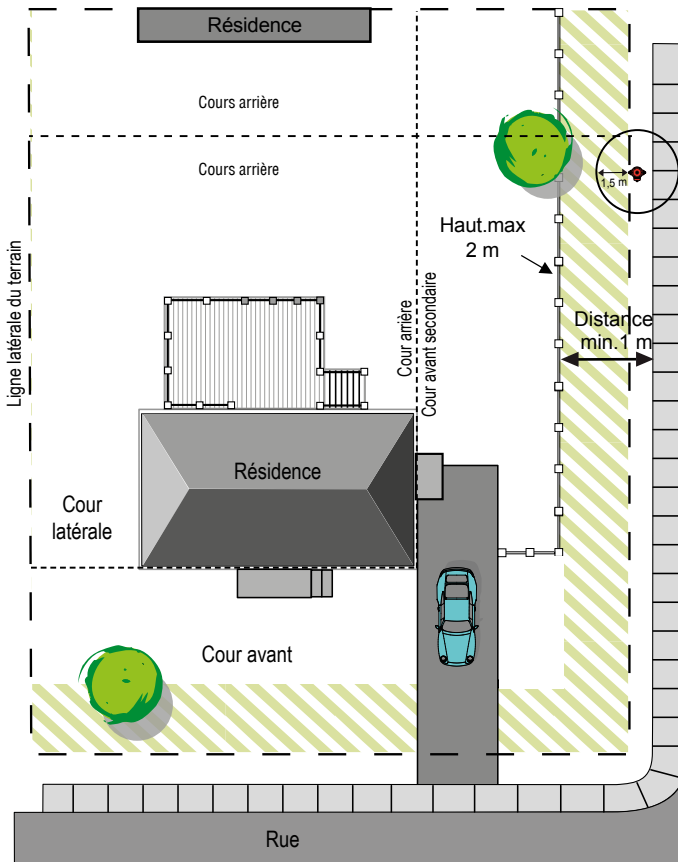 Résidence
Cours arrière
Cours arrière
1,5 m
Haut.max
2 m
Ligne latérale du terrain
Cour arrière
Cour avant secondaire
Distance
min.1 m
Résidence
Cour
latérale
Cour avant
Rue